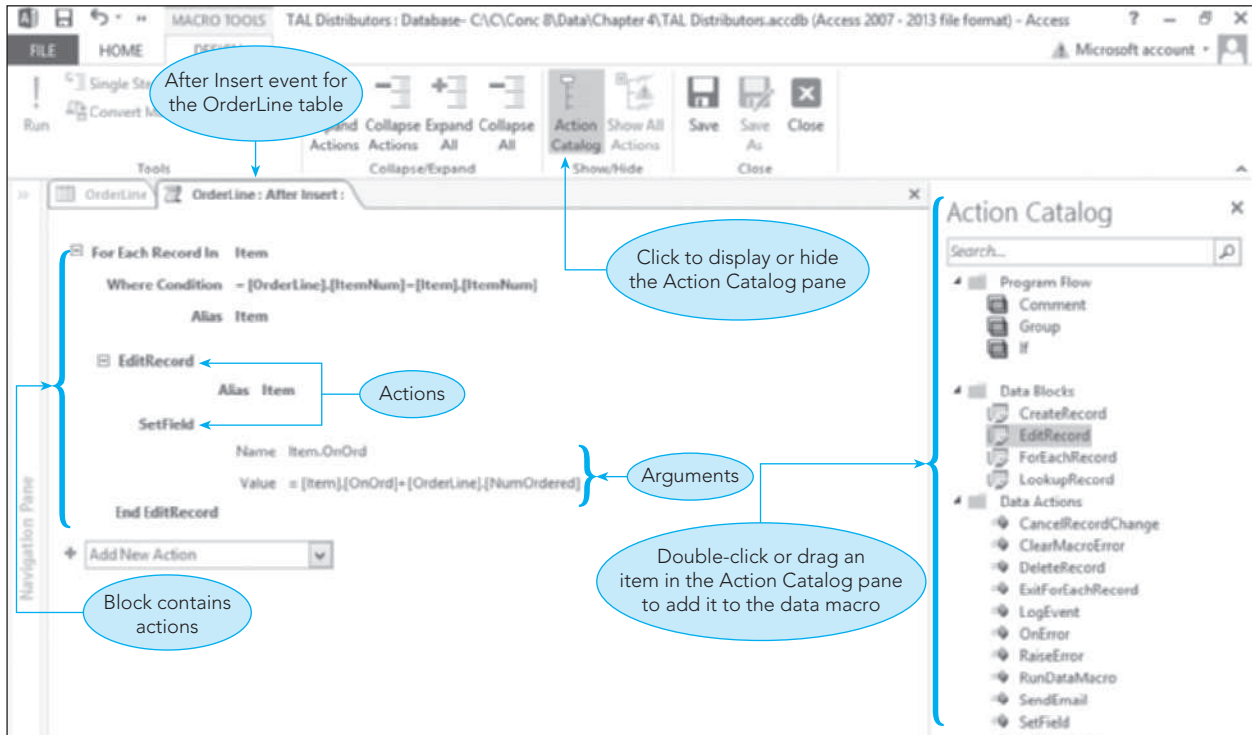 MACRO TOOLS TAL Distributors : Database- C:\C\Conc 8\Data\Chapter 4\TAL Distributors.accdb (Access 2007 - 2013 file format) - Access ?
FILE HOME DESIGN Microsoft account
Run
Single Ste
Convert M
Tools
After Insert event for
the OrderLine table
pand Collapse Expand Collapse
Actions Actions All All
Collapse/Expand
Action Show All
Catalog Actions
Show/Hide
Save Save Close
As
Close
OrderLine OrderLine : After Insert :
For Each Record In Item
Where Condition = [OrderLine].[ItemNum]=[Item].[ItemNum]
Alias Item
EditRecord
Alias Item
SetField
Name Item.OnOrd
Value = [Item].[OnOrd]+[OrderLine].[NumOrdered]
End EditRecord
Add New Action
Navigation Pane
Actions
Arguments
Block contains
actions
Click to display or hide
the Action Catalog pane
Double-click or drag an
item in the Action Catalog pane
to add it to the data macro
Action Catalog
Search...
Program Flow
Comment
Group
If
Data Blocks
CreateRecord
EditRecord
ForEachRecord
LookupRecord
Data Actions
CancelRecordChange
ClearMacroError
DeleteRecord
ExitForEachRecord
LogEvent
OnError
RaiseError
RunDataMacro
SendEmail
SetField